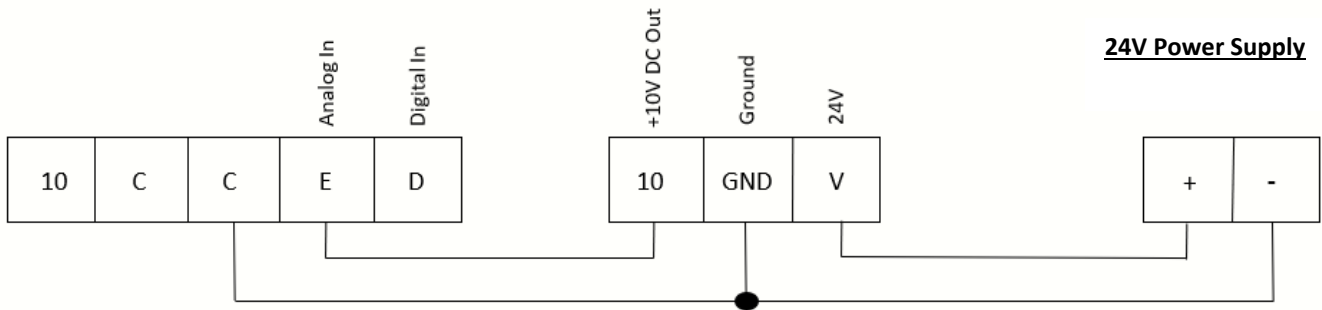 24V Power Supply
Analog In
Digital In
+10V DC Out
Ground
24V
10 C C E D
10 GND V
+ -